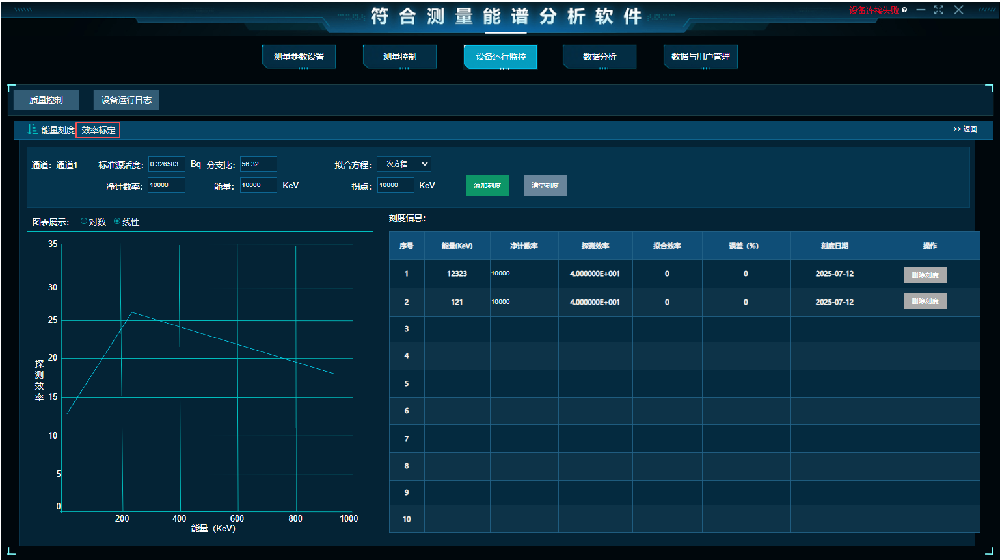 符合测量能谱分析软件
设备连接失败
测量参数设置
测量控制
设备运行监控
数据分析
数据与用户管理
质量控制
设备运行日志
能量刻度
效率标定
>> 返回
通道：通道1
标准源活度：
0.326583
Bq
分支比：
56.32
拟合方程：
一次方程
净计数率：
10000
能量：
10000
KeV
拐点：
10000
KeV
添加刻度
清空刻度
图表展示：
对数
线性
35
30
25
20
15
10
5
0
探测效率
200
400
600
800
1000
能量（KeV）
刻度信息：
序号 能量(KeV) 净计数率 探测效率 拟合效率 误差（%） 刻度日期 操作
1 12323 10000 4.000000E+001 0 0 2025-07-12 删除刻度
2 121 10000 4.000000E+001 0 0 2025-07-12 删除刻度
3
4
5
6
7
8
9
10